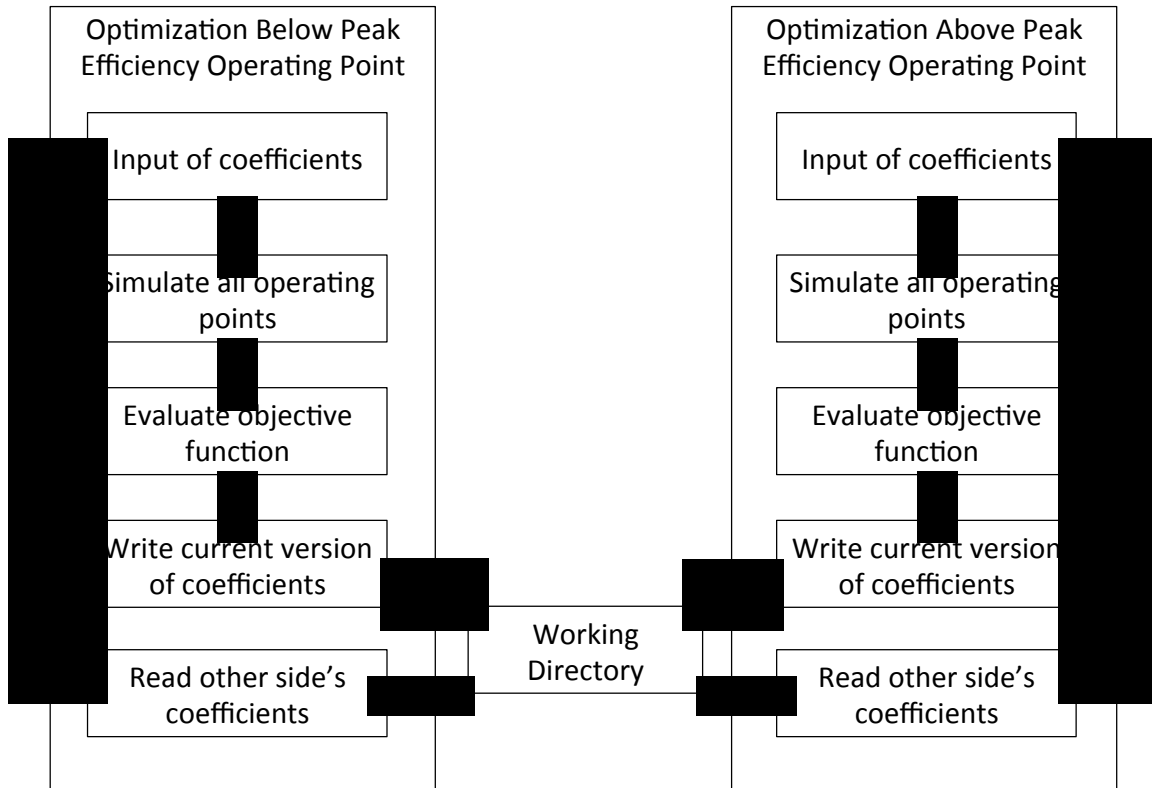 Optimization Below Peak
Efficiency Operating Point
Input of coefficients
Simulate all operating
points
Evaluate objective
function
Write current version
of coefficients
Read other side's
coefficients
Working
Directory
Optimization Above Peak
Efficiency Operating Point
Input of coefficients
Simulate all operating
points
Evaluate objective
function
Write current version
of coefficients
Read other side's
coefficients